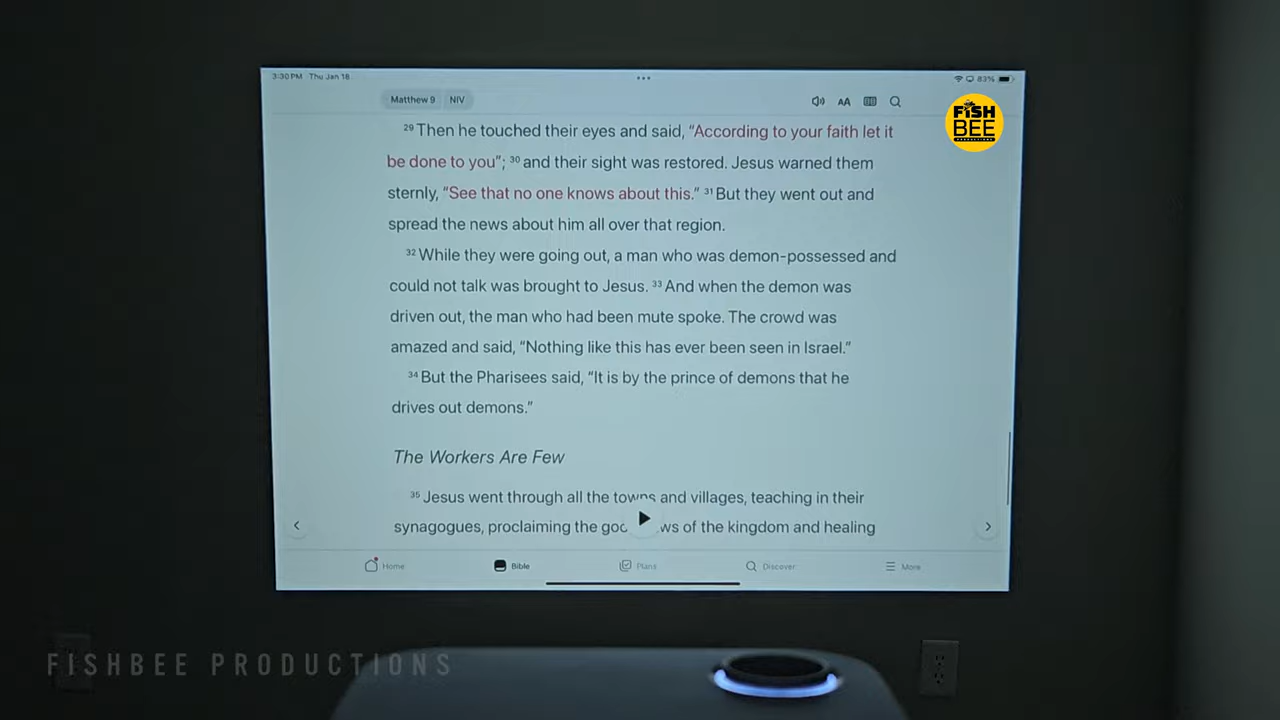 3:30 PM Thu Jan 18
83%
Matthew 9 NIV
AA
FiSH
BEE
29 Then he touched their eyes and said, “According to your faith let it
be done to you”; 30 and their sight was restored. Jesus warned them
sternly, “See that no one knows about this.” 31 But they went out and
spread the news about him all over that region.
32 While they were going out, a man who was demon-possessed and
could not talk was brought to Jesus. 33 And when the demon was
driven out, the man who had been mute spoke. The crowd was
amazed and said, “Nothing like this has ever been seen in Israel.”
34 But the Pharisees said, “It is by the prince of demons that he
drives out demons.”
The Workers Are Few
35 Jesus went through all the towns and villages, teaching in their
synagogues, proclaiming the of the kingdom and healing
Home Bible Plans Discover More
FISHBEE PRODUCTIONS